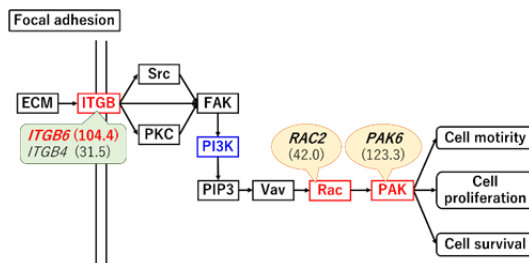 Focal adhesion
Src
ECM
ITGB
FAK
PKC
ITGB6 (104.4)
ITGB4 (31.5)
PI3K
RAC2
(42.0)
PAK6
(123.3)
PIP3
Vav
Rac
PAK
Cell motirity
Cell
proliferation
Cell survival